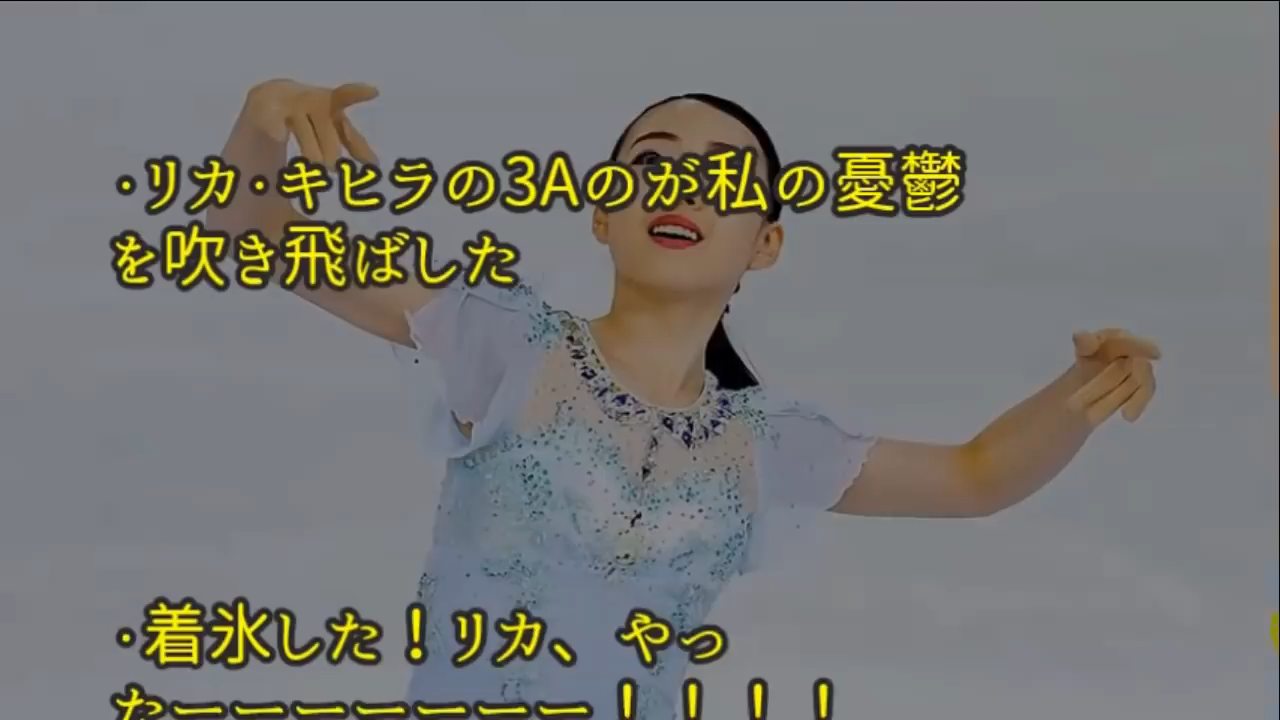 ·リカ·キヒラの3Aのが私の憂鬱
を吹き飛ばした
·着氷した！リカ、やっ
たーーーーーーー！！！！